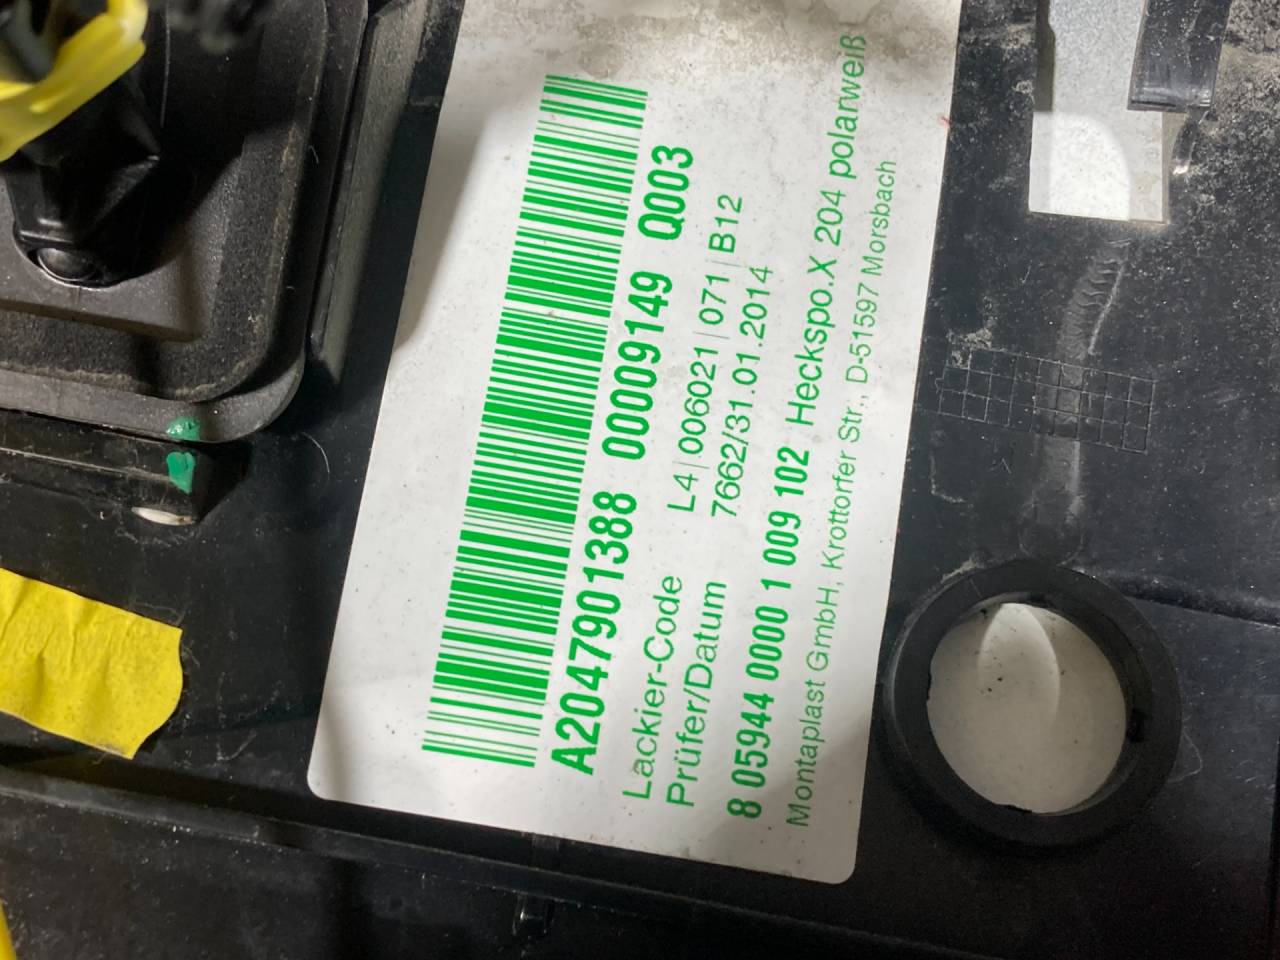 A2047901388 00009149 Q003
Lackier-Code L4|006021|071|B12
Prüfer/Datum 7662/31.01.2014
8 05944 0000 1 009 102 Heckspo.X 204 polarweiß
Montaplast GmbH, Krottorfer Str., D-51597 Morsbach